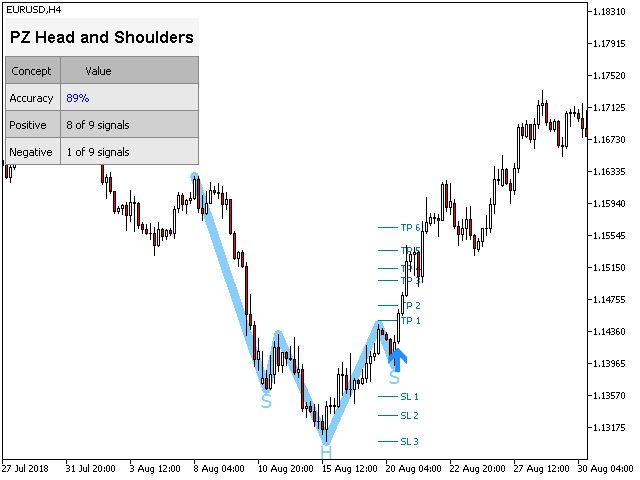 EURUSD,H4
PZ Head and Shoulders
Concept Value
Accuracy 89%
Positive 8 of 9 signals
Negative 1 of 9 signals
1.18310
1.17915
1.17520
1.17125
1.16730
1.16335
1.15940
1.15545
1.15150
1.14755
1.14360
1.13965
1.13570
1.13175
TP 6
TP 5
TP 4
TP 3
TP 2
TP 1
S
S
SL 1
SL 2
SL 3
H
27 Jul 2018 31 Jul 20:00 3 Aug 12:00 8 Aug 04:00 10 Aug 20:00 15 Aug 12:00 20 Aug 04:00 22 Aug 20:00 27 Aug 12:00 30 Aug 04:00